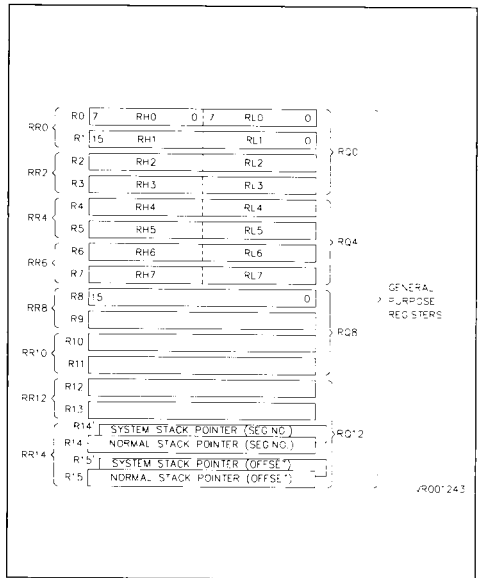 RR0 R0 7 RH0 0 7 RL0 0
R1 15 RH1 RL1 0
RQ0
RR2 R2 RH2 RL2
R3 RH3 RL3
RR4 R4 RH4 RL4
R5 RH5 RL5
RQ4
RR6 R6 RH6 RL6
R7 RH7 RL7
RR8 R8 15 0
R9
RQ8
GENERAL
PURPOSE
REGISTERS
RR10 R10
R11
RR12 R12
R13
RQ12
RR14 R14' SYSTEM STACK POINTER (SEG NO.)
R14 NORMAL STACK POINTER (SEG NO.)
R15' SYSTEM STACK POINTER (OFFSET)
R15 NORMAL STACK POINTER (OFFSET)
VR001243